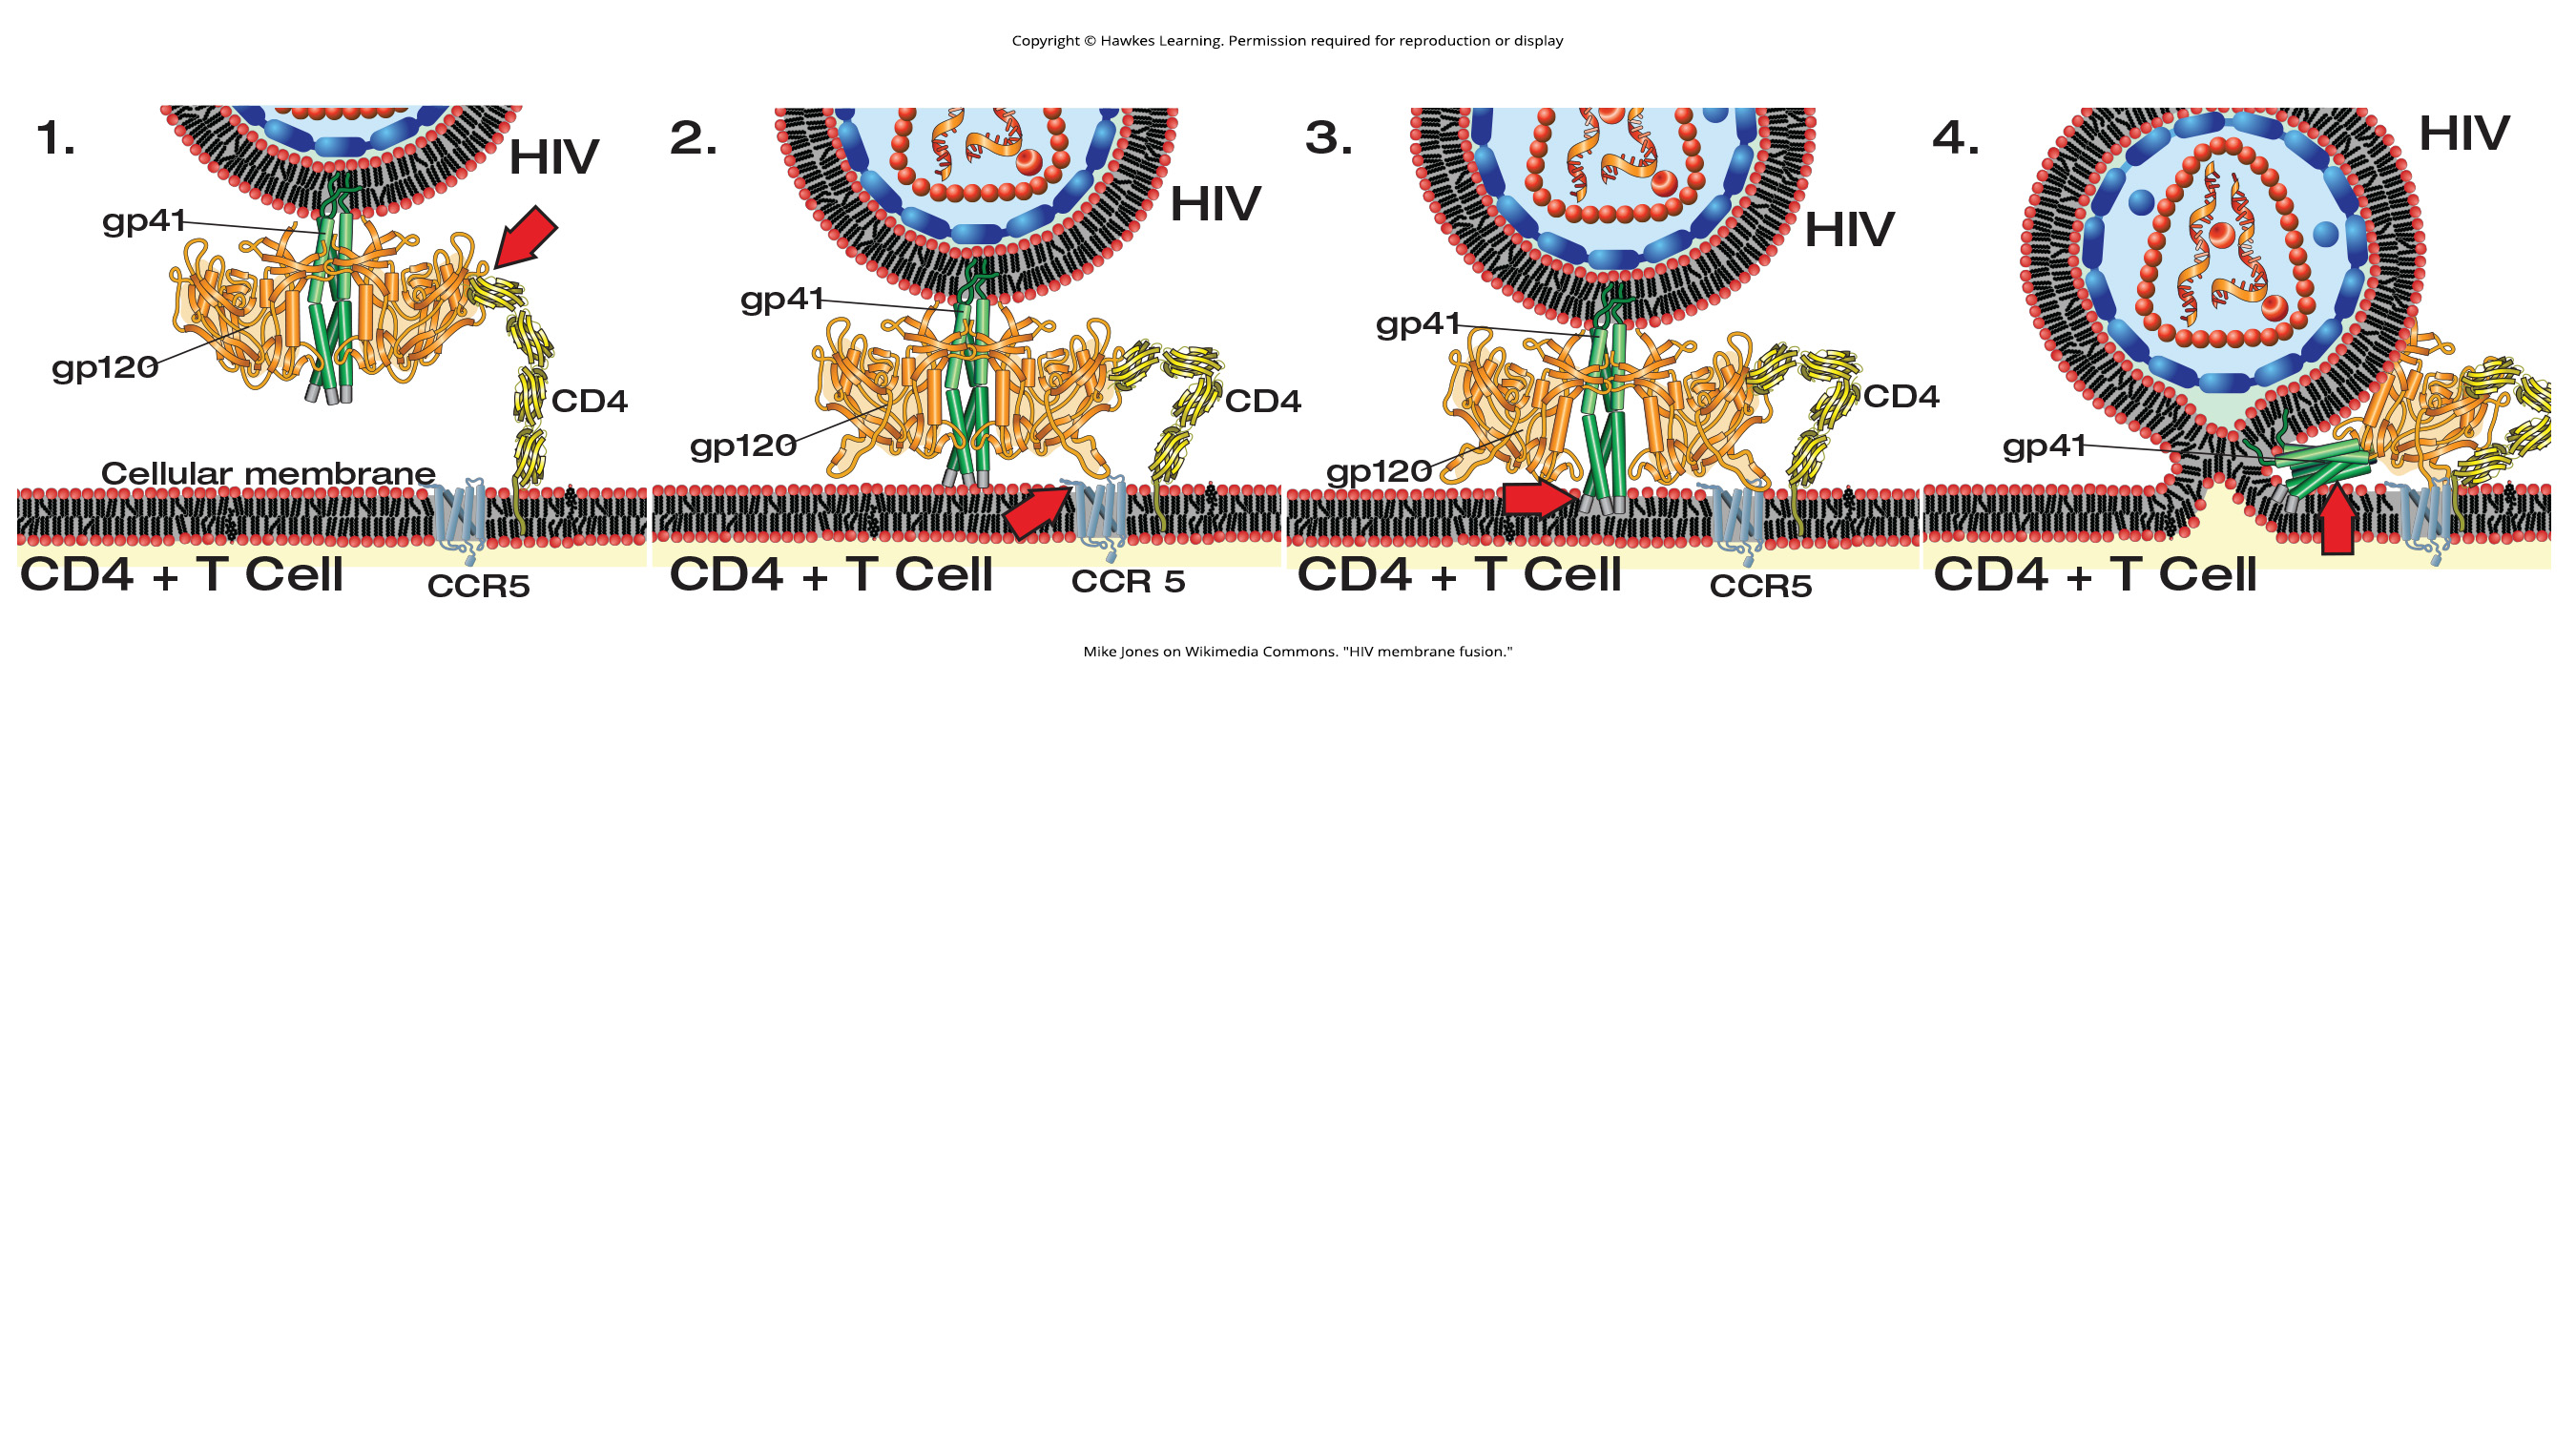 Copyright © Hawkes Learning. Permission required for reproduction or display
1.
HIV
gp41
gp120
CD4
Cellular membrane
CD4 + T Cell
CCR5
2.
HIV
gp41
gp120
CD4
CD4 + T Cell
CCR 5
3.
HIV
gp41
gp120
CD4
CD4 + T Cell
CCR5
4.
HIV
gp41
CD4 + T Cell
Mike Jones on Wikimedia Commons. "HIV membrane fusion."